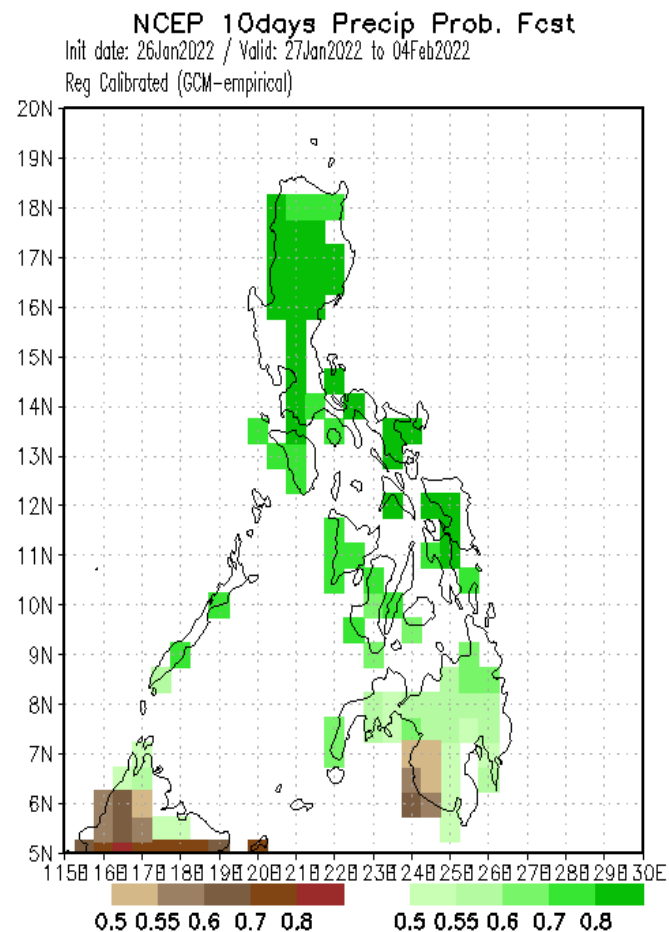 NCEP 10days Precip Prob. Fcst
Init date: 26Jan2022 / Valid: 27Jan2022 to 04Feb2022
Reg Calibrated (GCM-empirical)
20N
19N
18N
17N
16N
15N
14N
13N
12N
11N
10N
9N
8N
7N
6N
5N
115E 116E 117E 118E 119E 120E 121E 122E 123E 124E 125E 126E 127E 128E 129E 130E
0.5 0.55 0.6 0.7 0.8 0.5 0.55 0.6 0.7 0.8